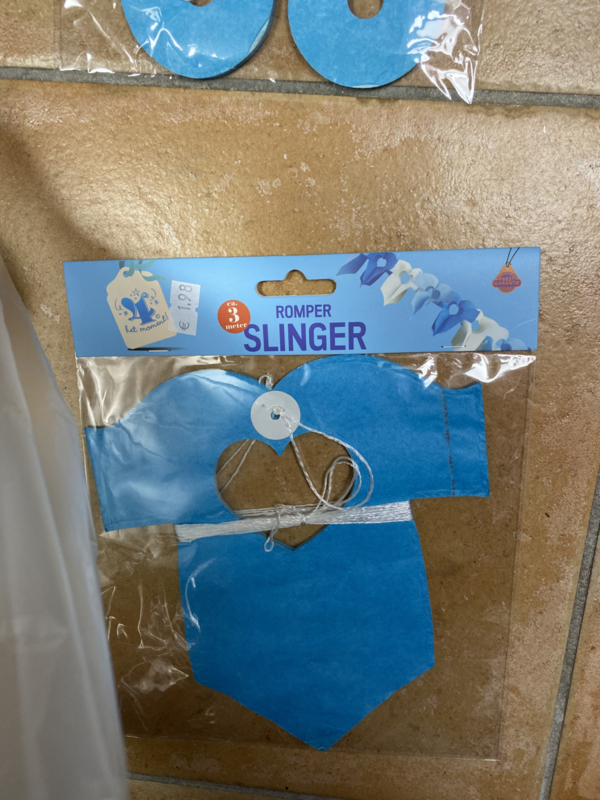 € 1,98
het moment!
ca.
3
meter
ROMPER
SLINGER